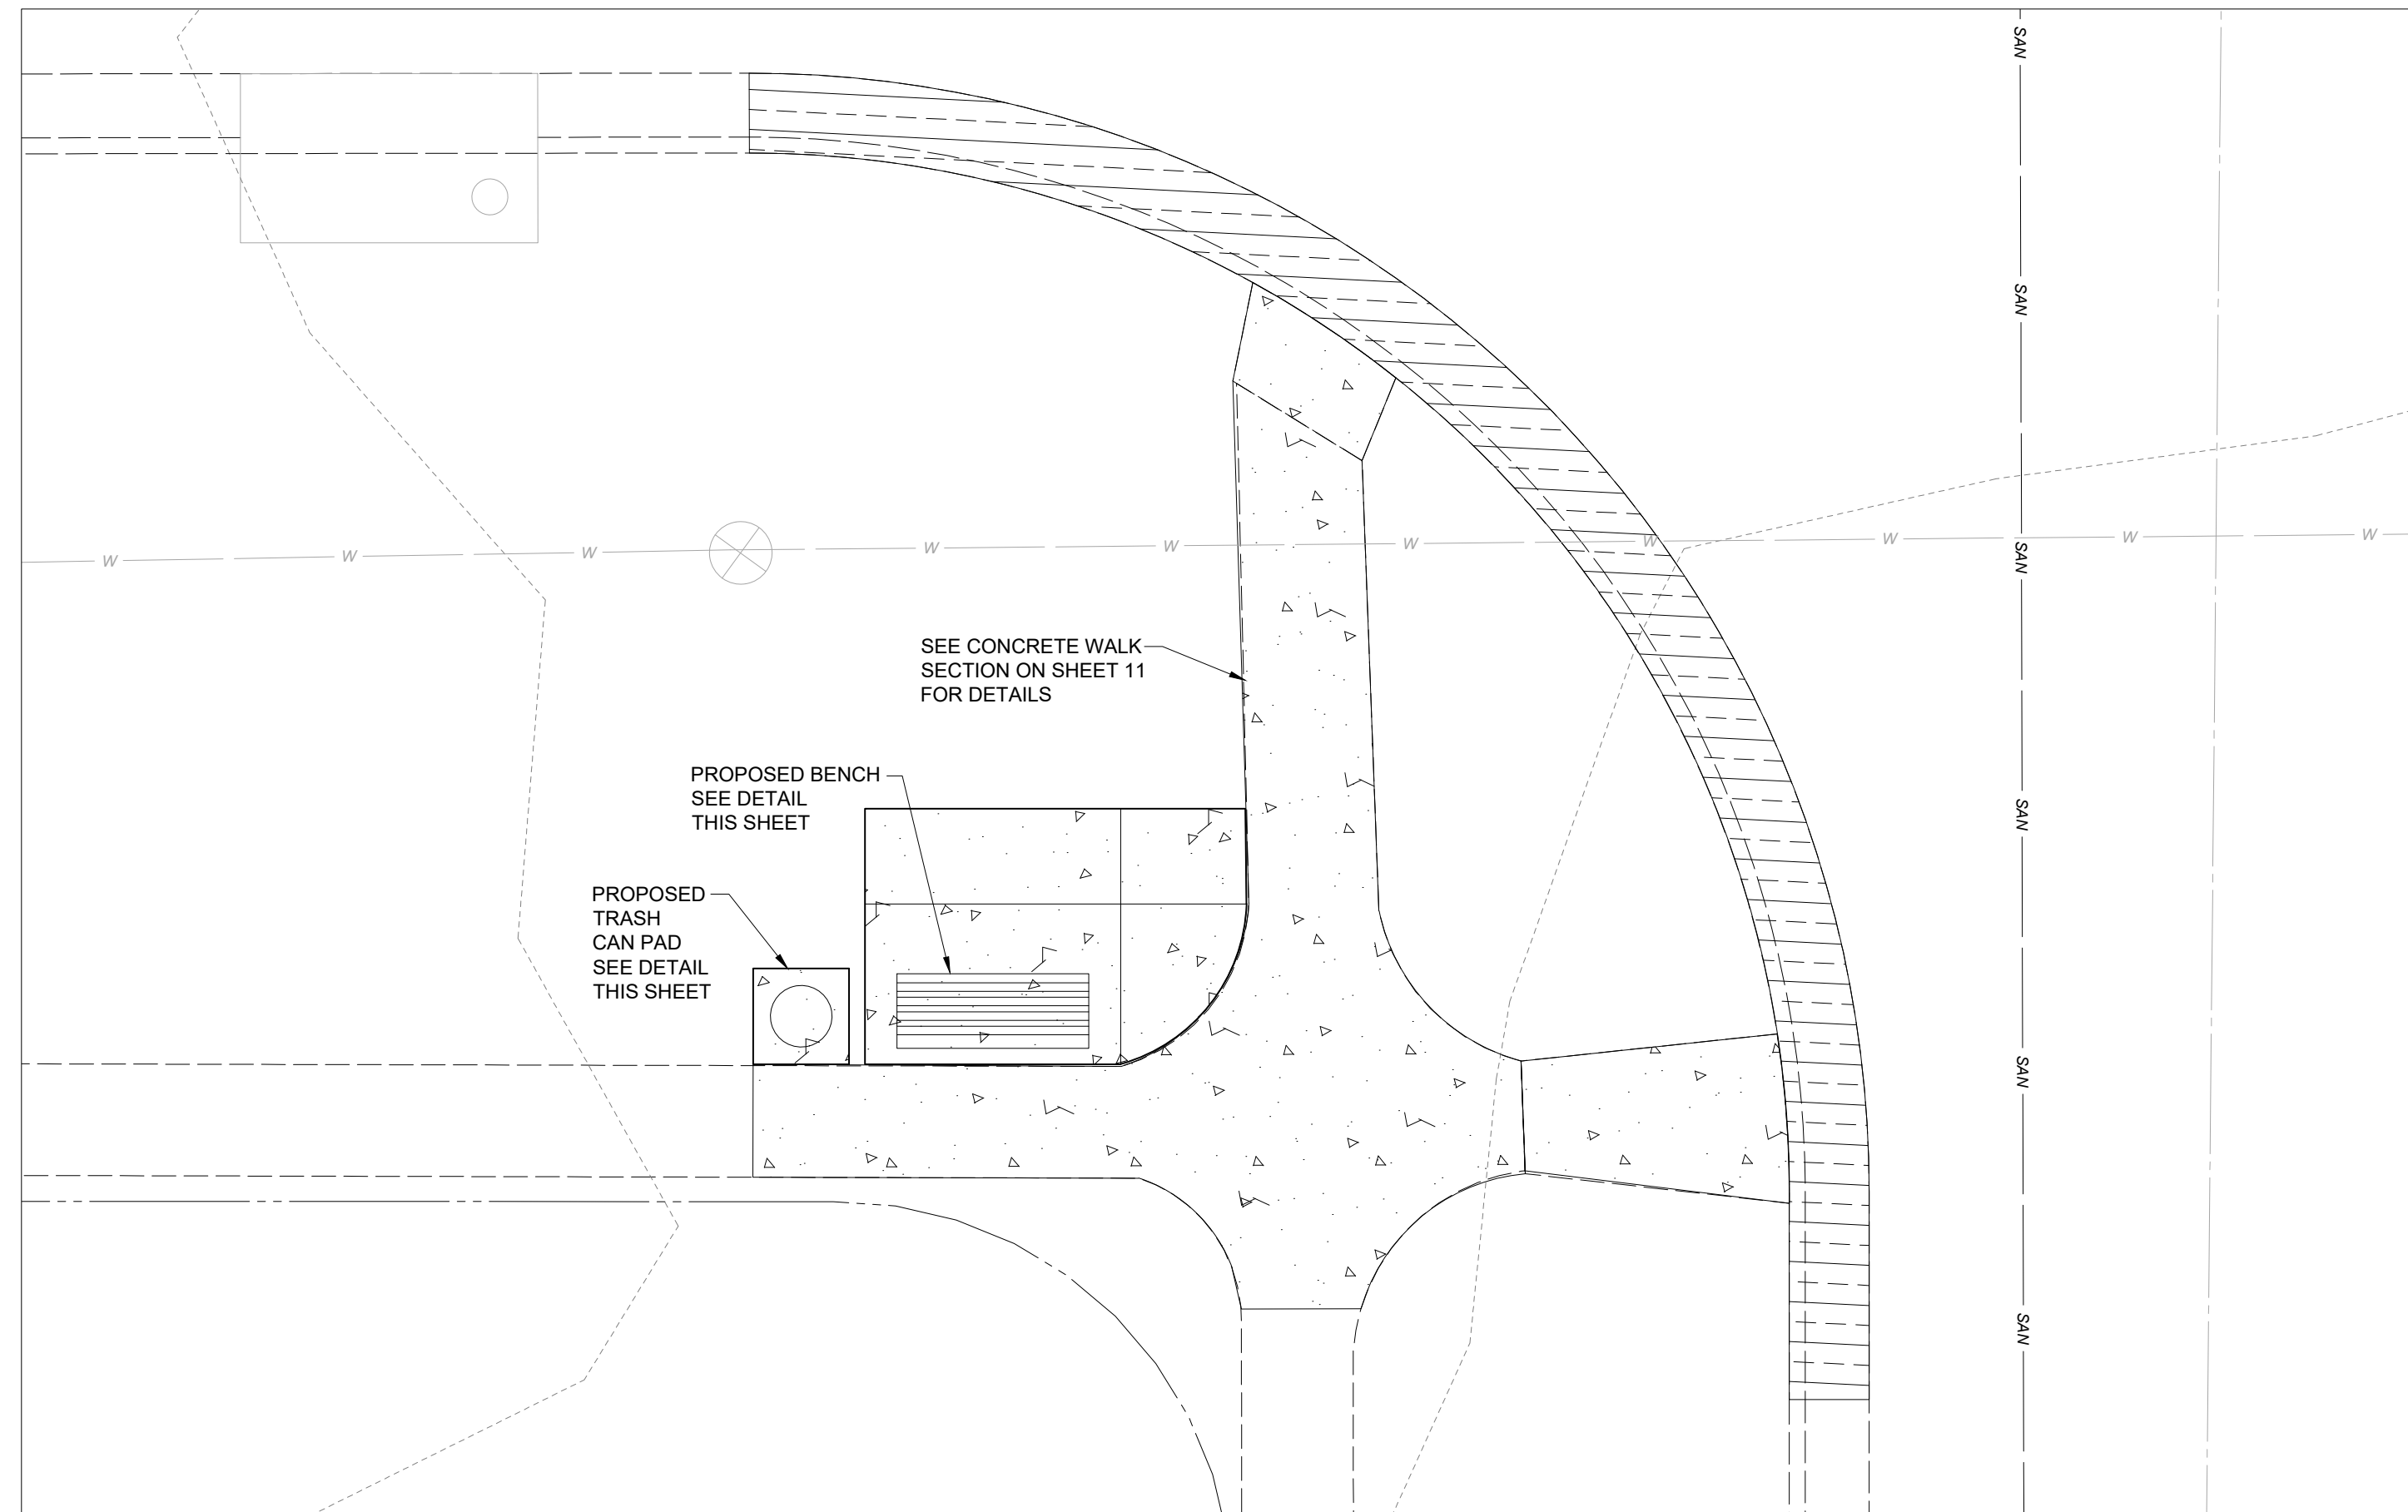 SAN
SAN
W
W
W
W
W
W
W
W
W
W
SAN
SEE CONCRETE WALK
SECTION ON SHEET 11
FOR DETAILS
PROPOSED BENCH
SEE DETAIL
THIS SHEET
SAN
PROPOSED
TRASH
CAN PAD
SEE DETAIL
THIS SHEET
SAN
SAN